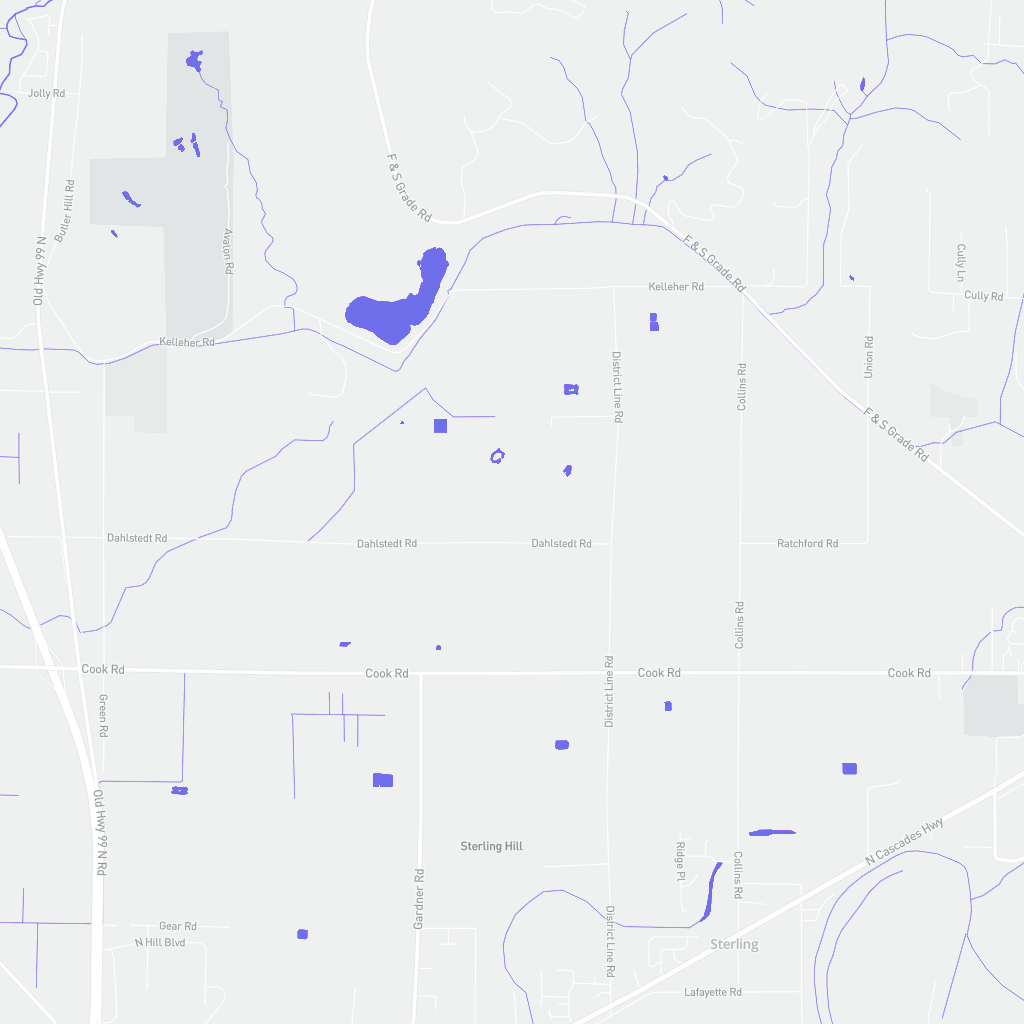 Jolly Rd
F & S Grade Rd
Butler Hill Rd
Avalon Rd
Old Hwy 99 N
F & S Grade Rd
Cully Ln
Kelleher Rd
Cully Rd
Kelleher Rd
Union Rd
District Line Rd
Collins Rd
F & S Grade Rd
Dahlstedt Rd
Dahlstedt Rd
Dahlstedt Rd
Ratchford Rd
Collins Rd
Cook Rd
Cook Rd
Cook Rd
Cook Rd
District Line Rd
Green Rd
Old Hwy 99 N Rd
Sterling Hill
N Cascades Hwy
Ridge Pl
Collins Rd
Gardner Rd
Gear Rd
N Hill Blvd
District Line Rd
Sterling
Lafayette Rd